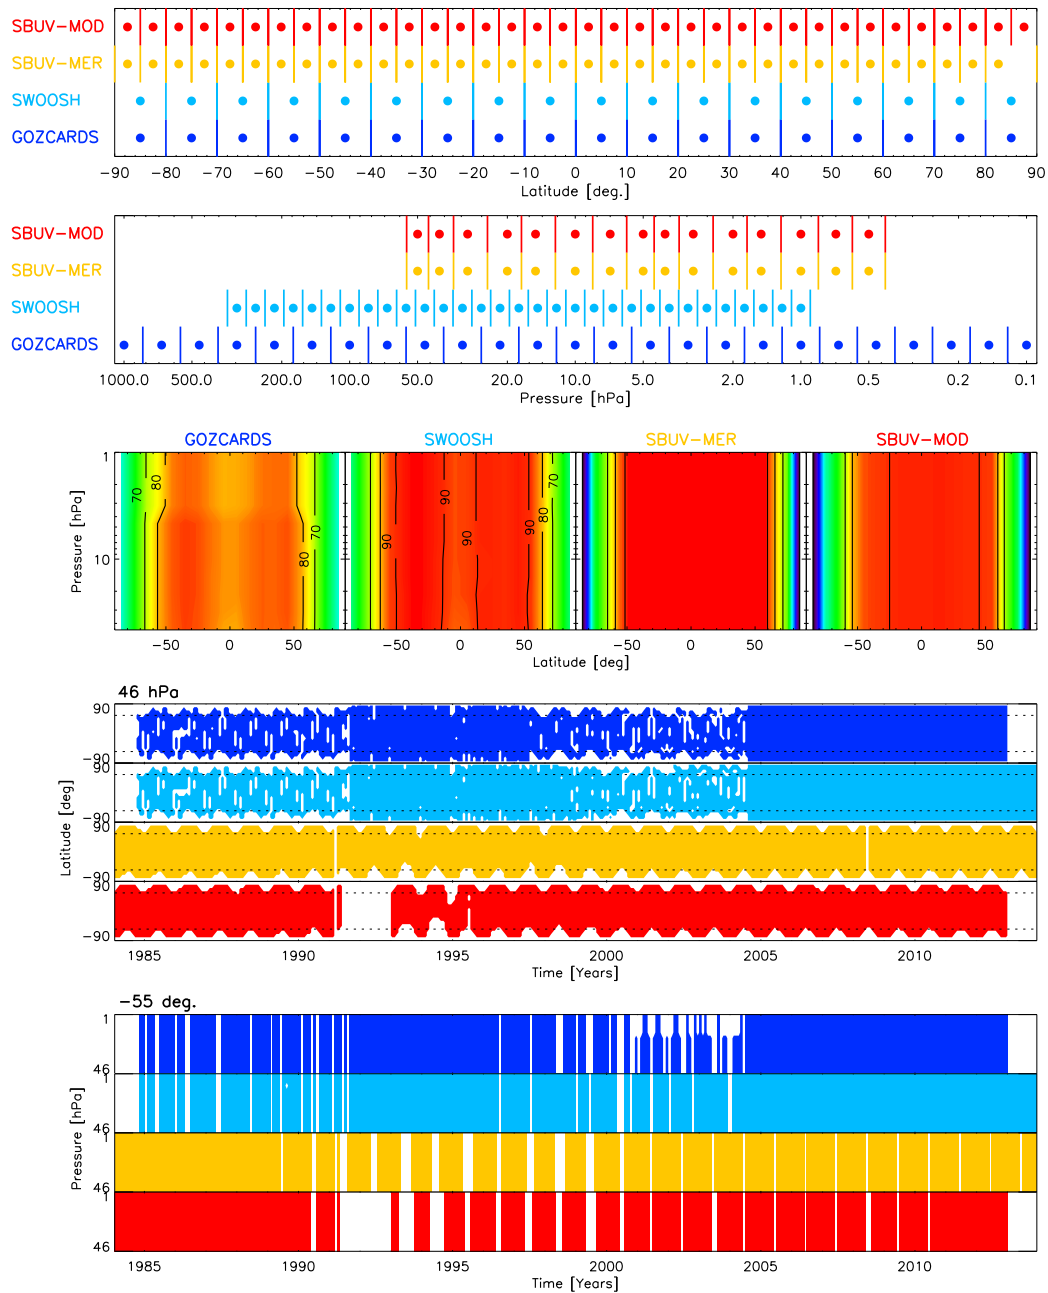 SBUV-MOD
SBUV-MER
SWOOSH
GOZCARDS
-90 -80 -70 -60 -50 -40 -30 -20 -10 0 10 20 30 40 50 60 70 80 90
Latitude [deg.]
SBUV-MOD
SBUV-MER
SWOOSH
GOZCARDS
1000.0 500.0 200.0 100.0 50.0 20.0 10.0 5.0 2.0 1.0 0.5 0.2 0.1
Pressure [hPa]
GOZCARDS SWOOSH SBUV-MER SBUV-MOD
Pressure [hPa]
1
10
70 80 80 70
90 90 90 90 80 70
-50 0 50 -50 0 50 -50 0 50 -50 0 50
Latitude [deg]
46 hPa
Latitude [deg]
90
-90
90
-90
90
-90
90
-90
1985 1990 1995 2000 2005 2010
Time [Years]
-55 deg.
Pressure [hPa]
1
46
1
46
1
46
1
46
1985 1990 1995 2000 2005 2010
Time [Years]